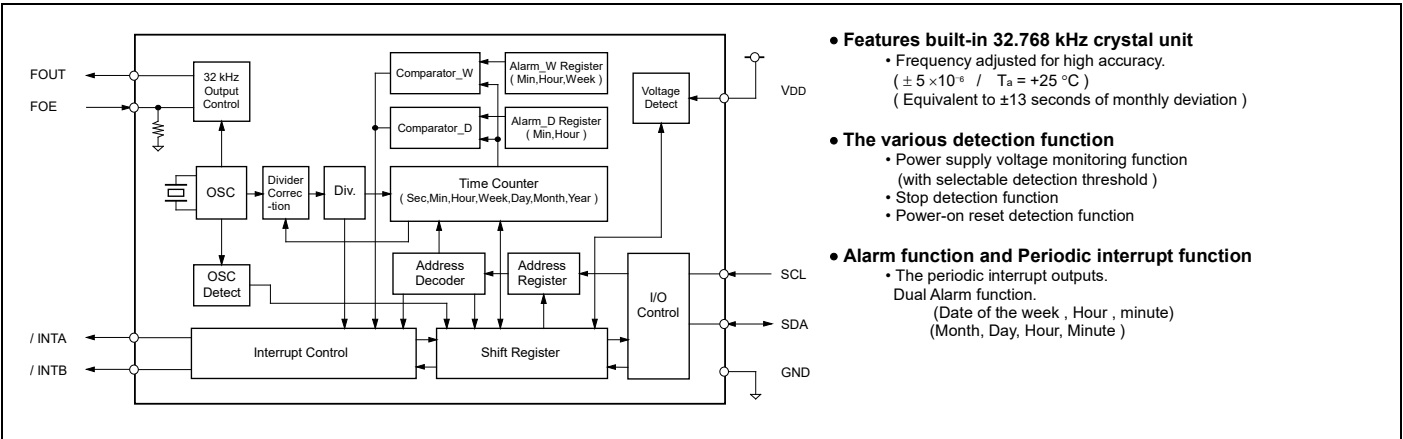 FOUT
FOE
32 kHz
Output
Control
Comparator_W
Alarm_W Register
( Min,Hour,Week )
Comparator_D
Alarm_D Register
( Min,Hour )
Voltage
Detect
VDD
OSC
Divider
Correc
-tion
Div.
Time Counter
( Sec,Min,Hour,Week,Day,Month,Year )
OSC
Detect
Address
Decoder
Address
Register
I/O
Control
SCL
SDA
/ INTA
/ INTB
Interrupt Control
Shift Register
GND
● Features built-in 32.768 kHz crystal unit
• Frequency adjusted for high accuracy.
( ± 5 ×10⁻⁶ / Ta = +25 °C )
( Equivalent to ±13 seconds of monthly deviation )
● The various detection function
• Power supply voltage monitoring function
(with selectable detection threshold )
• Stop detection function
• Power-on reset detection function
● Alarm function and Periodic interrupt function
• The periodic interrupt outputs.
Dual Alarm function.
(Date of the week , Hour , minute)
(Month, Day, Hour, Minute )